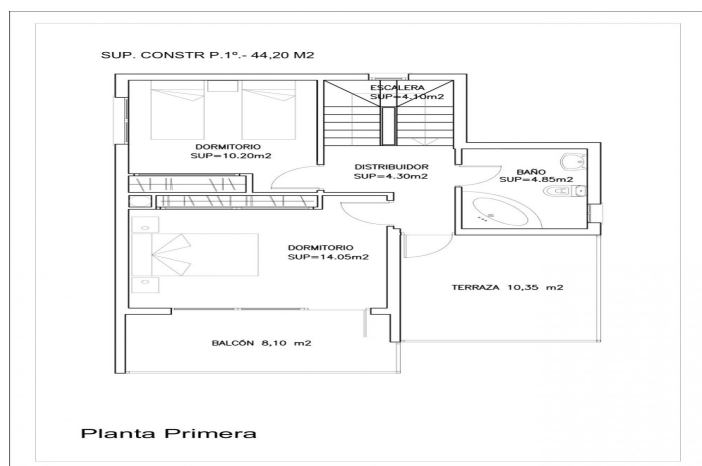 SUP. CONSTR P.1º.- 44,20 M2
ESCALERA
SUP=4.10m2
DORMITORIO
SUP=10.20m2
DISTRIBUIDOR
SUP=4.30m2
BAÑO
SUP=4.85m2
DORMITORIO
SUP=14.05m2
TERRAZA 10,35 m2
BALCÓN 8,10 m2
Planta Primera